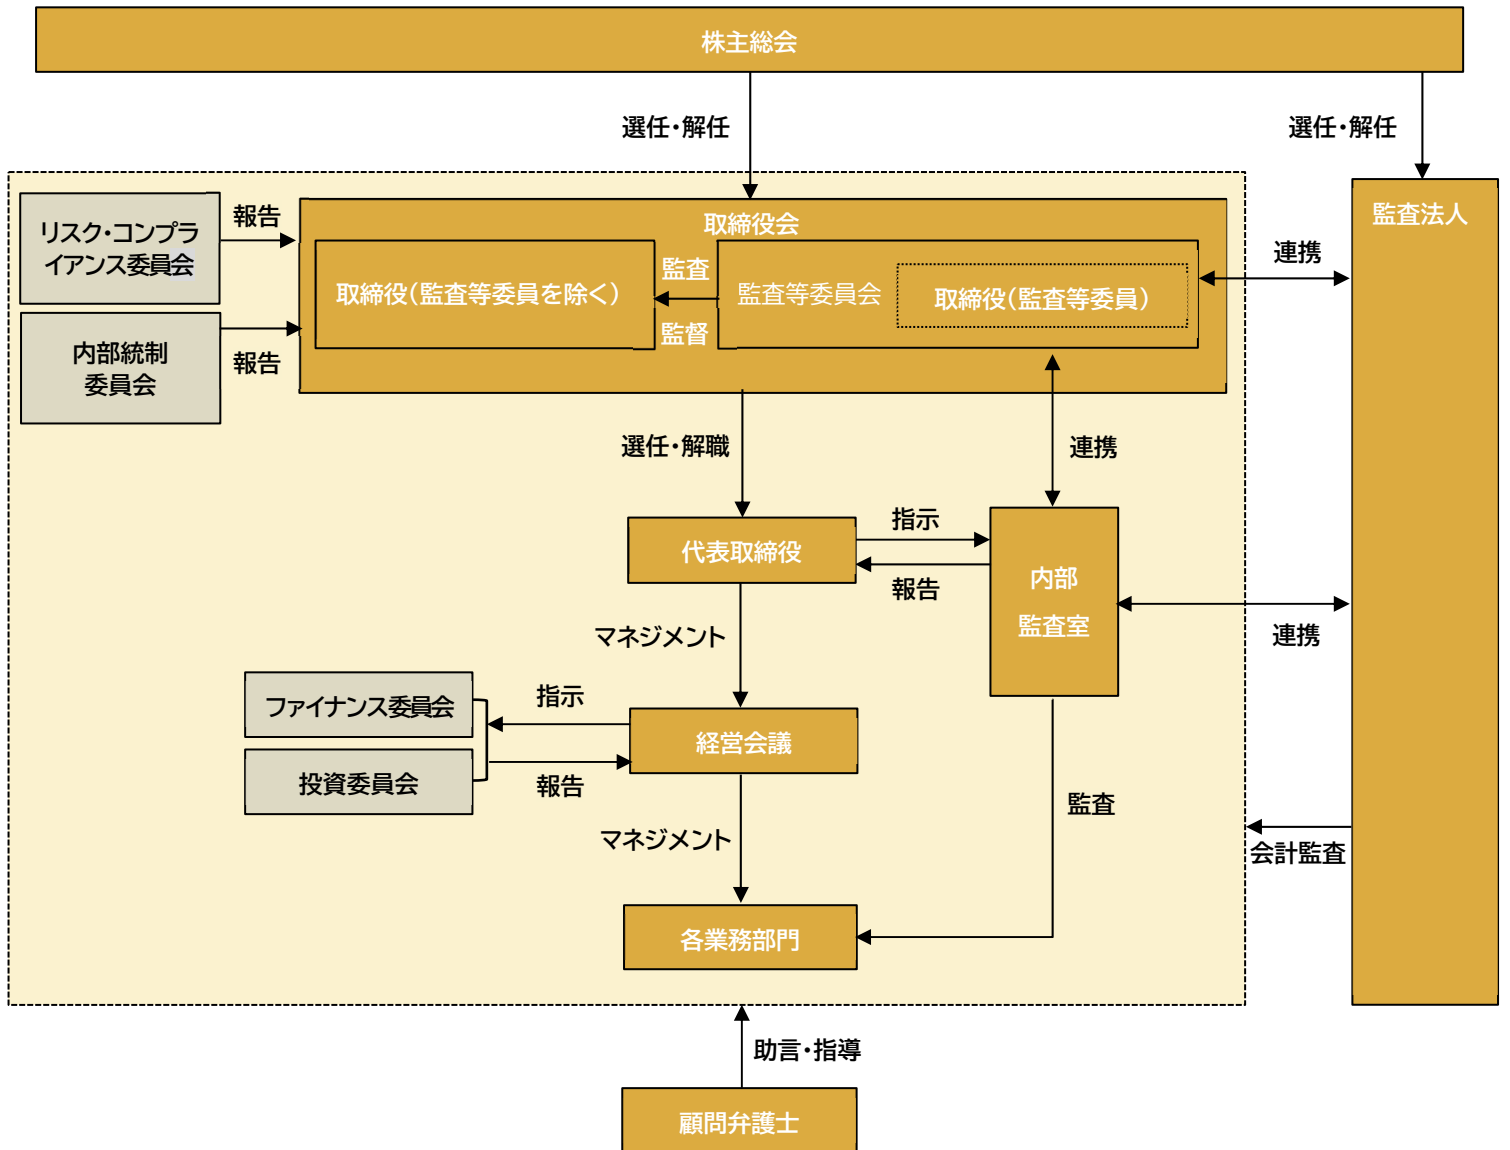 株主総会
選任・解任
選任・解任
リスク・コンプラ
イアンス委員会
報告
取締役会
監査法人
取締役（監査等委員を除く）
監査
監督
監査等委員会
取締役（監査等委員）
連携
内部統制
委員会
報告
選任・解職
連携
代表取締役
指示
報告
内部
監査室
連携
マネジメント
ファイナンス委員会
投資委員会
指示
報告
経営会議
監査
マネジメント
会計監査
各業務部門
助言・指導
顧問弁護士